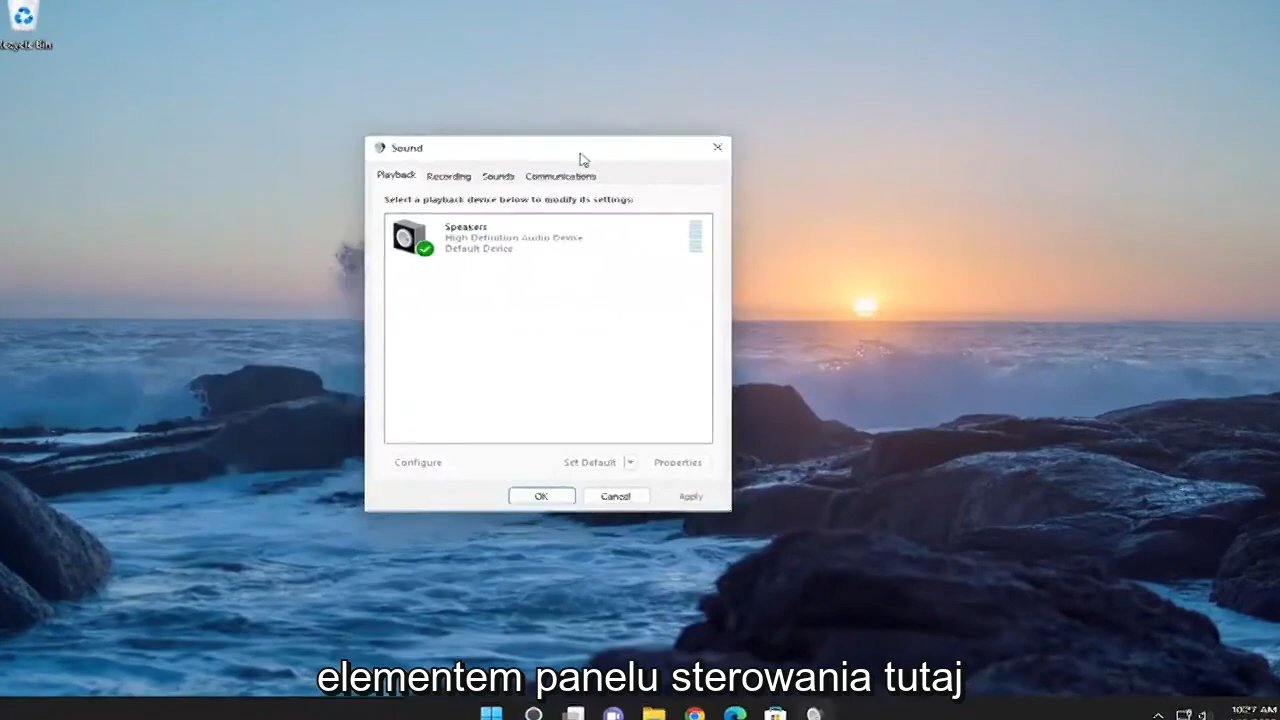 Recycle Bin
Sound
Playback Recording Sounds Communications
Select a playback device below to modify its settings:
Speakers
High Definition Audio Device
Default Device
Configure Set Default Properties
OK Cancel Apply
elementem panelu sterowania tutaj
10:27 AM